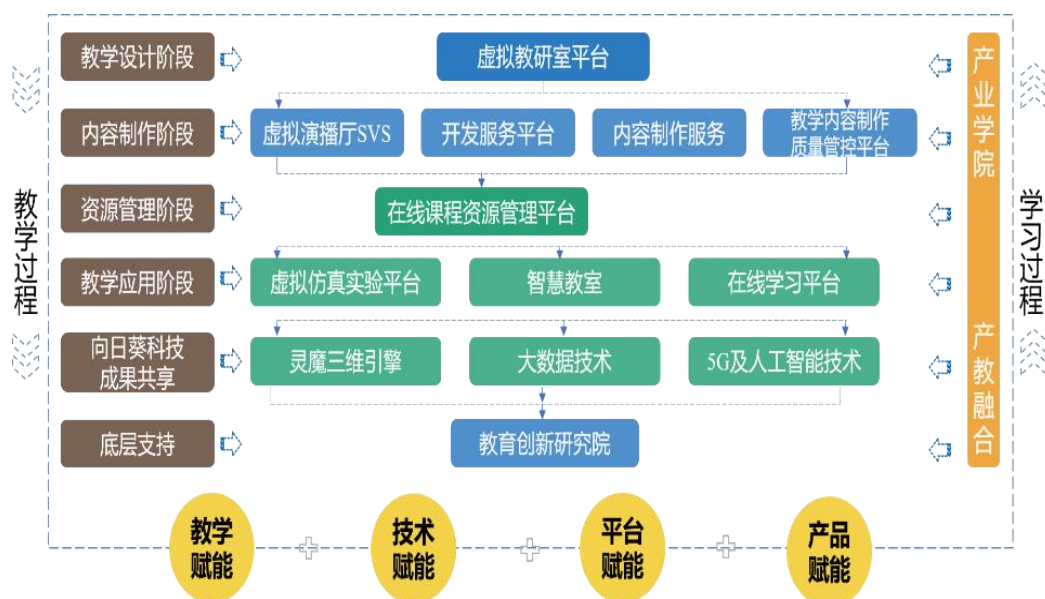 教学过程
教学设计阶段
虚拟教研室平台
内容制作阶段
虚拟演播厅SVS
开发服务平台
内容制作服务
教学内容制作
质量管控平台
资源管理阶段
在线课程资源管理平台
教学应用阶段
虚拟仿真实验平台
智慧教室
在线学习平台
向日葵科技
成果共享
灵魔三维引擎
大数据技术
5G及人工智能技术
底层支持
教育创新研究院
产业学院
产教融合
学习过程
教学
赋能
技术
赋能
平台
赋能
产品
赋能